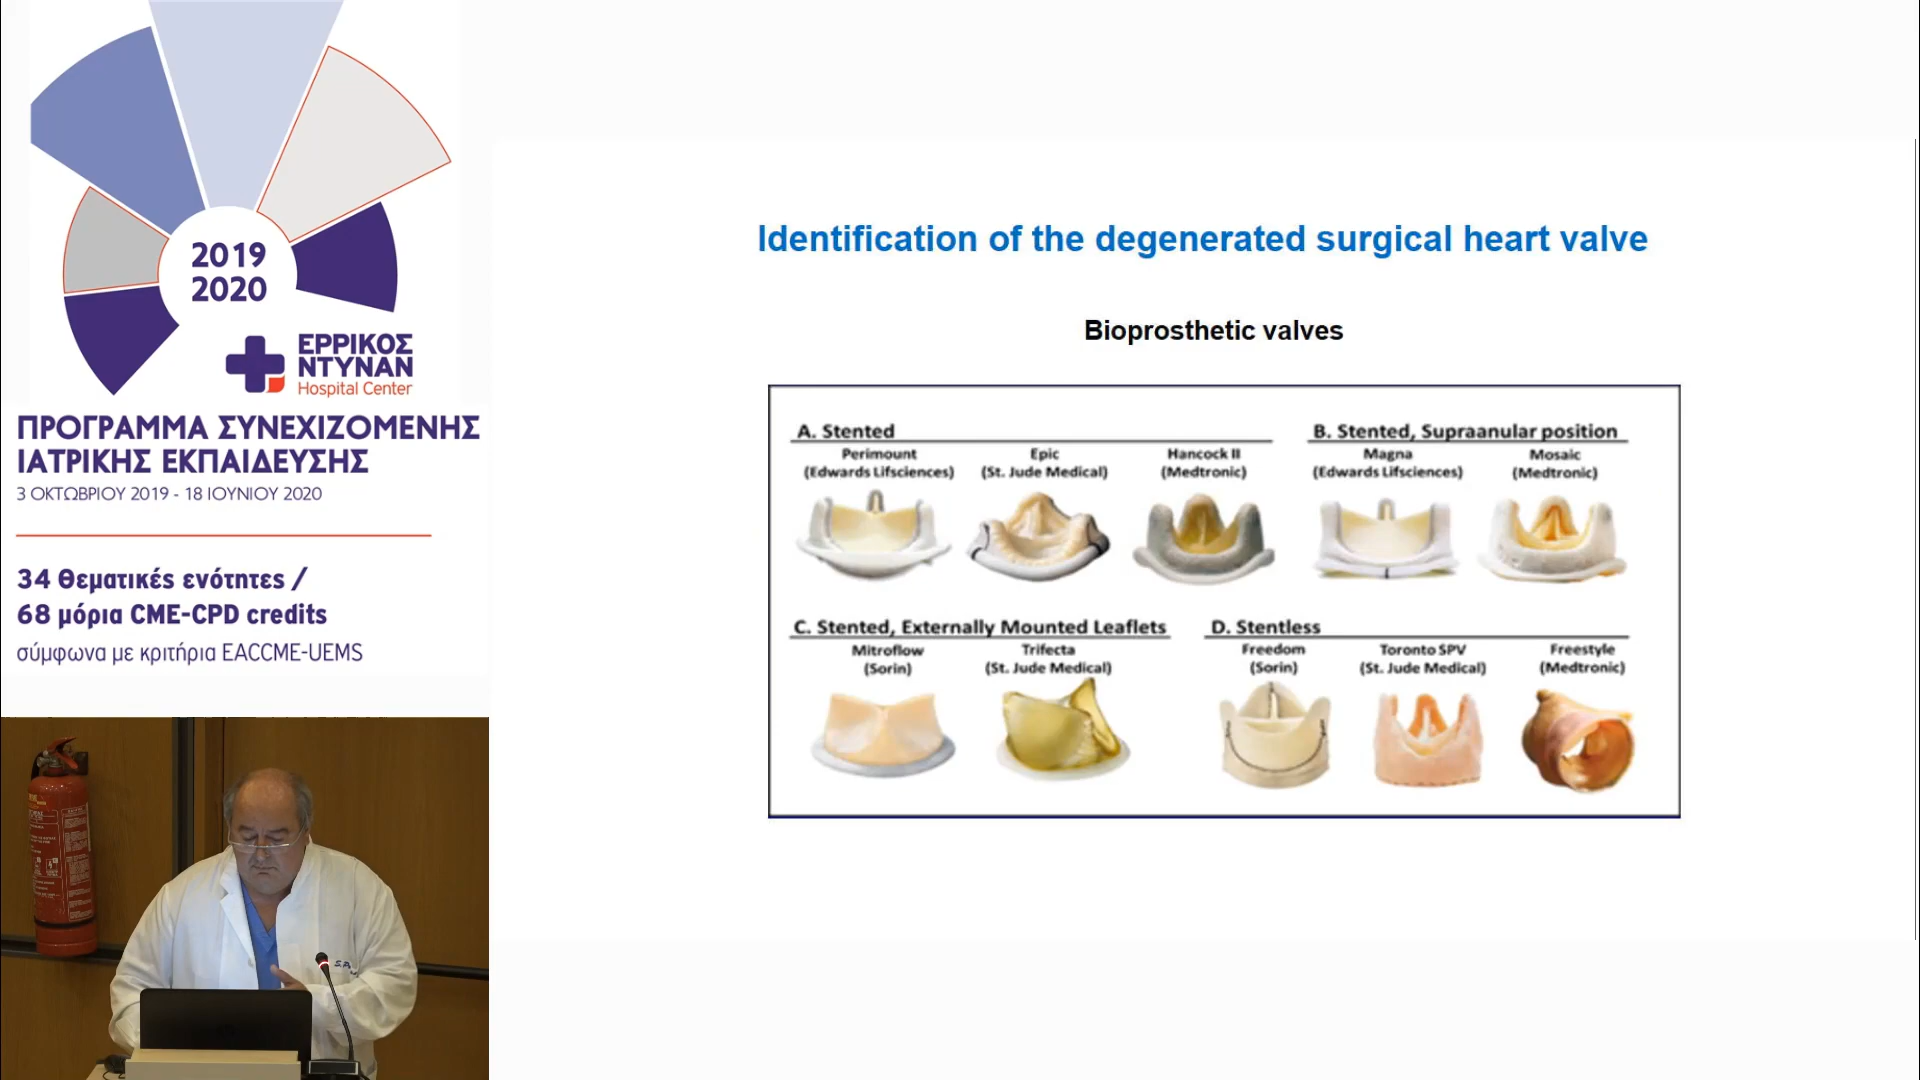 2019
2020
ΕΡΡΙΚΟΣ
ΝΤΥΝΑΝ
Hospital Center
ΠΡΟΓΡΑΜΜΑ ΣΥΝΕΧΙΖΟΜΕΝΗΣ
ΙΑΤΡΙΚΗΣ ΕΚΠΑΙΔΕΥΣΗΣ
3 ΟΚΤΩΒΡΙΟΥ 2019 - 18 ΙΟΥΝΙΟΥ 2020
34 θεματικές ενότητες /
68 μόρια CME-CPD credits
σύμφωνα με κριτήρια EACCME-UEMS
Identification of the degenerated surgical heart valve
Bioprosthetic valves
A. Stented
Perimount
(Edwards Lifsciences)
Epic
(St. Jude Medical)
Hancock II
(Medtronic)
B. Stented, Supraanular position
Magna
(Edwards Lifsciences)
Mosaic
(Medtronic)
C. Stented, Externally Mounted Leaflets
Mitroflow
(Sorin)
Trifecta
(St. Jude Medical)
D. Stentless
Freedom
(Sorin)
Toronto SPV
(St. Jude Medical)
Freestyle
(Medtronic)